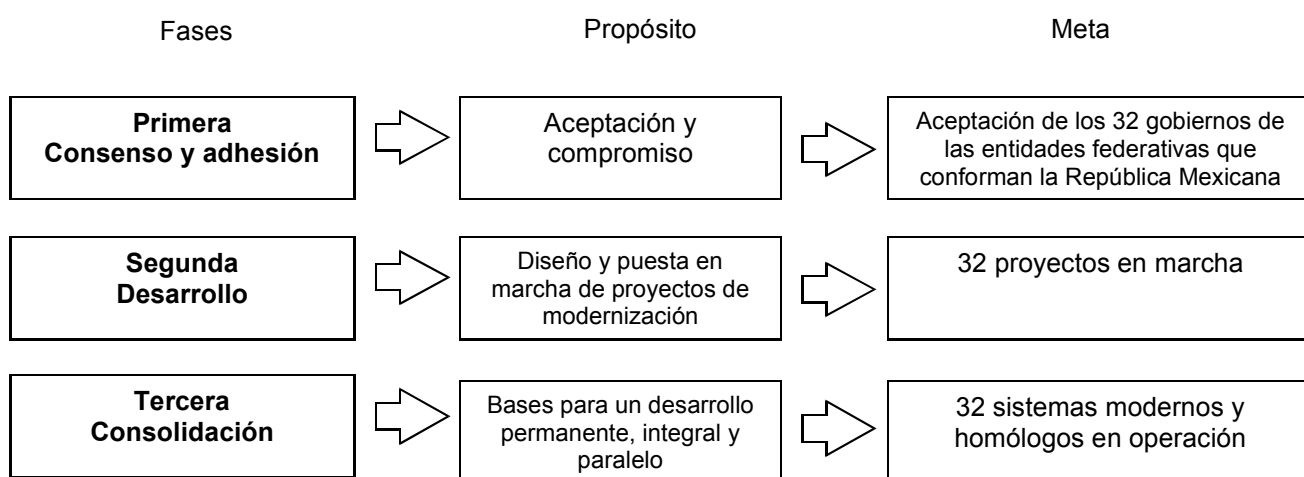 Fases
Propósito
Meta
Primera
Consenso y adhesión
Aceptación y
compromiso
Aceptación de los 32 gobiernos de
las entidades federativas que
conforman la República Mexicana
Segunda
Desarrollo
Diseño y puesta en
marcha de proyectos de
modernización
32 proyectos en marcha
Tercera
Consolidación
Bases para un desarrollo
permanente, integral y
paralelo
32 sistemas modernos y
homólogos en operación